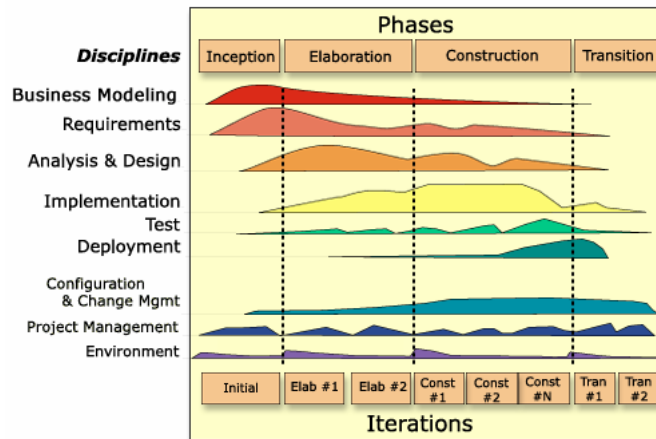 Phases
Disciplines
Inception
Elaboration
Construction
Transition
Business Modeling
Requirements
Analysis & Design
Implementation
Test
Deployment
Configuration
& Change Mgmt
Project Management
Environment
Initial
Elab #1
Elab #2
Const
#1
Const
#2
Const
#N
Tran
#1
Tran
#2
Iterations